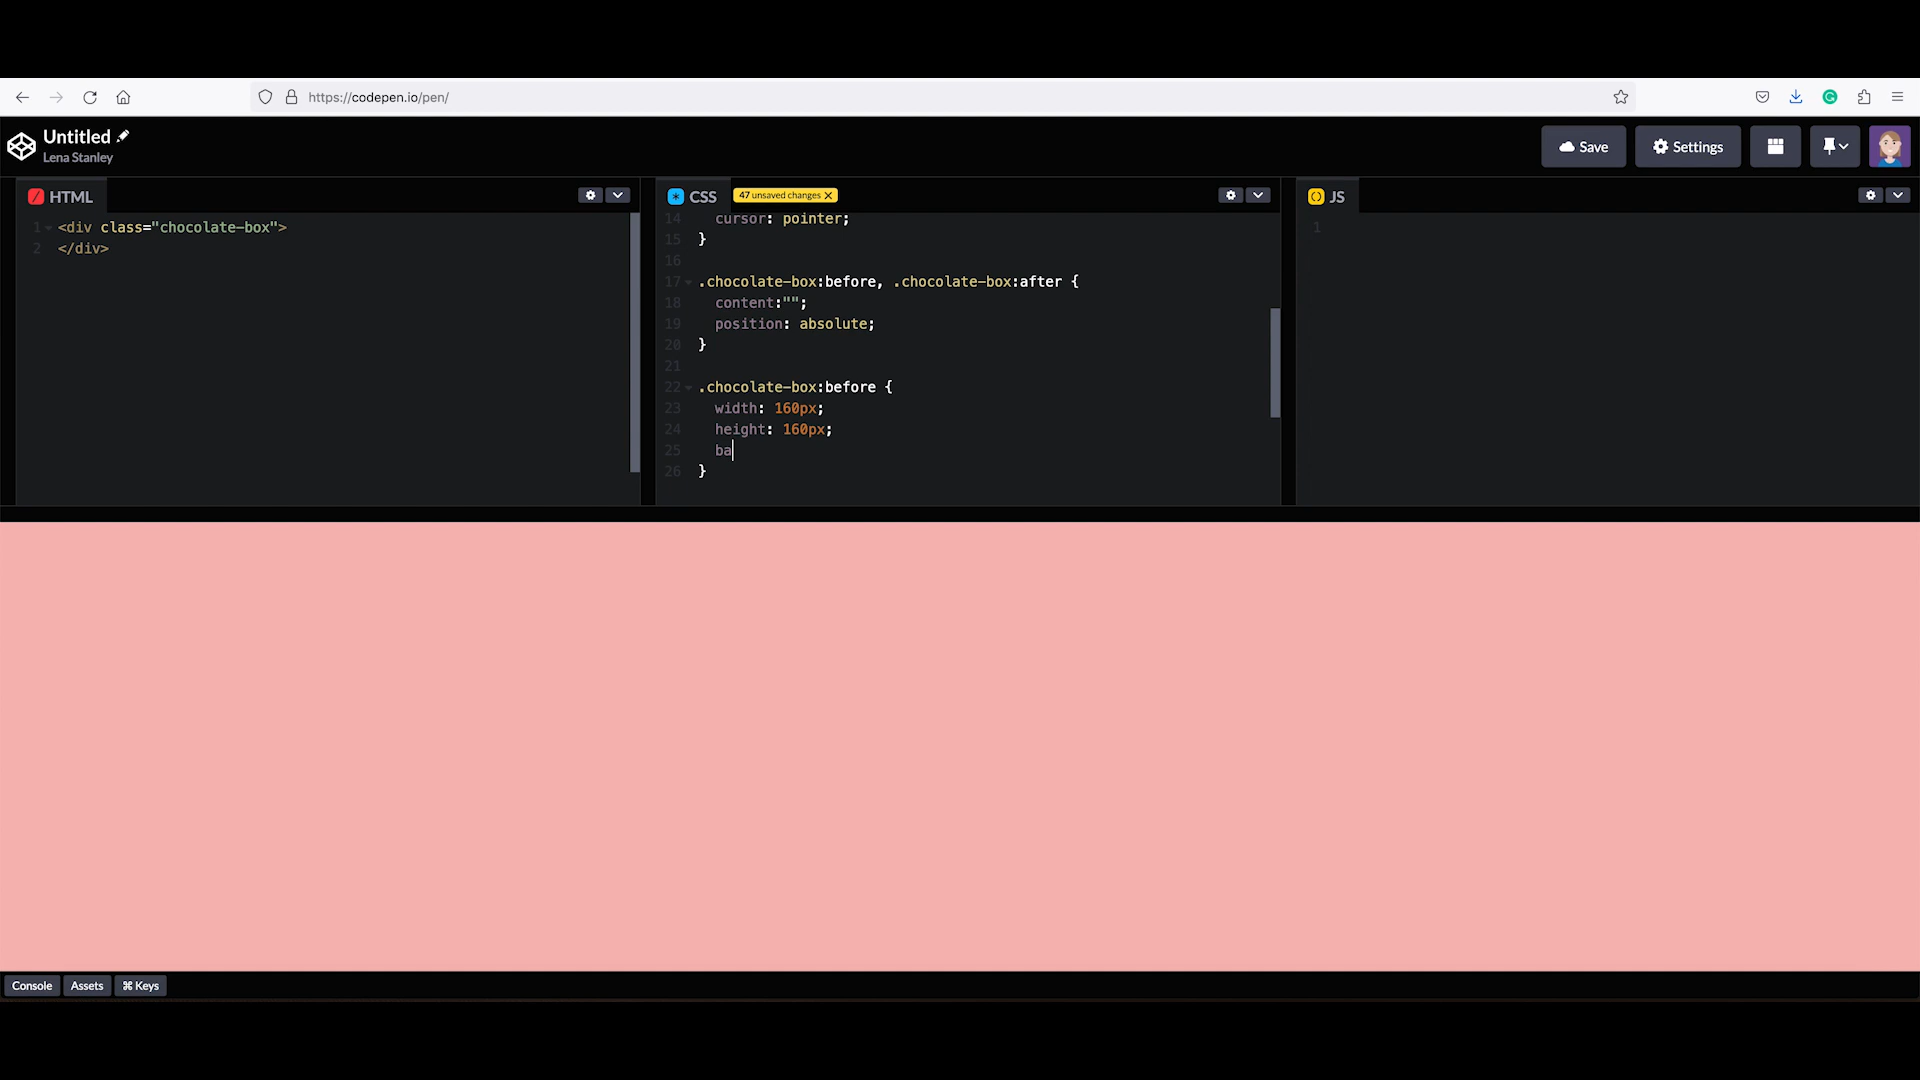 https://codepen.io/pen/
Untitled
Lena Stanley
Save
Settings
HTML
1 <div class="chocolate-box">
2 </div>
CSS
47 unsaved changes X
14 cursor: pointer;
15 }
16
17 .chocolate-box:before, .chocolate-box:after {
18 content:"";
19 position: absolute;
20 }
21
22 .chocolate-box:before {
23 width: 160px;
24 height: 160px;
25 ba
26 }
JS
1
Console
Assets
⌘ Keys